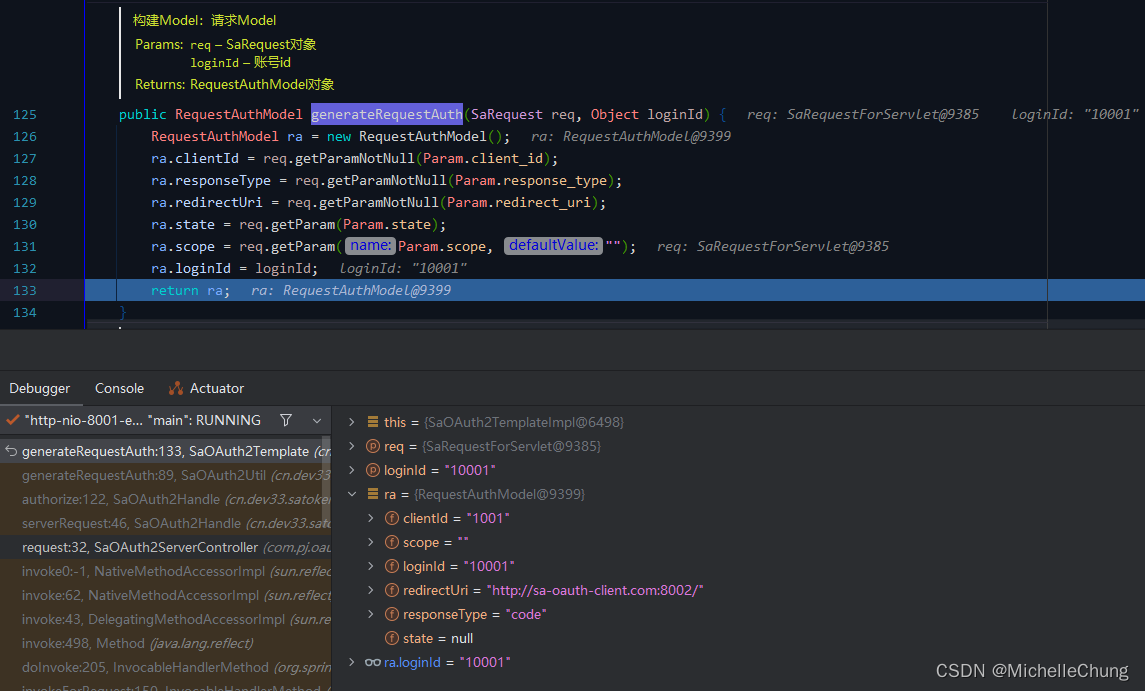 构建Model：请求Model
Params: req – SaRequest对象
loginId – 账号id
Returns: RequestAuthModel对象
125 public RequestAuthModel generateRequestAuth(SaRequest req, Object loginId) { req: SaRequestForServlet@9385 loginId: "10001"
126 RequestAuthModel ra = new RequestAuthModel(); ra: RequestAuthModel@9399
127 ra.clientId = req.getParamNotNull(Param.client_id);
128 ra.responseType = req.getParamNotNull(Param.response_type);
129 ra.redirectUri = req.getParamNotNull(Param.redirect_uri);
130 ra.state = req.getParam(Param.state);
131 ra.scope = req.getParam( name: Param.scope, defaultValue: ""); req: SaRequestForServlet@9385
132 ra.loginId = loginId; loginId: "10001"
133 return ra; ra: RequestAuthModel@9399
134 }
Debugger Console Actuator
"http-nio-8001-e... "main": RUNNING
generateRequestAuth:133, SaOAuth2Template (cn
generateRequestAuth:89, SaOAuth2Util (cn.dev33
authorize:122, SaOAuth2Handle (cn.dev33.satoke
serverRequest:46, SaOAuth2Handle (cn.dev33.sat
request:32, SaOAuth2ServerController (com.pj.oau
invoke0:-1, NativeMethodAccessorImpl (sun.reflec
invoke:62, NativeMethodAccessorImpl (sun.reflect
invoke:43, DelegatingMethodAccessorImpl (sun.re
invoke:498, Method (java.lang.reflect)
doInvoke:205, InvocableHandlerMethod (org.sprin
invokeForRequest:150, InvocableHandlerMethod (
this = {SaOAuth2TemplateImpl@6498}
req = {SaRequestForServlet@9385}
loginId = "10001"
ra = {RequestAuthModel@9399}
clientId = "1001"
scope = ""
loginId = "10001"
redirectUri = "http://sa-oauth-client.com:8002/"
responseType = "code"
state = null
ra.loginId = "10001"
CSDN @MichelleChung